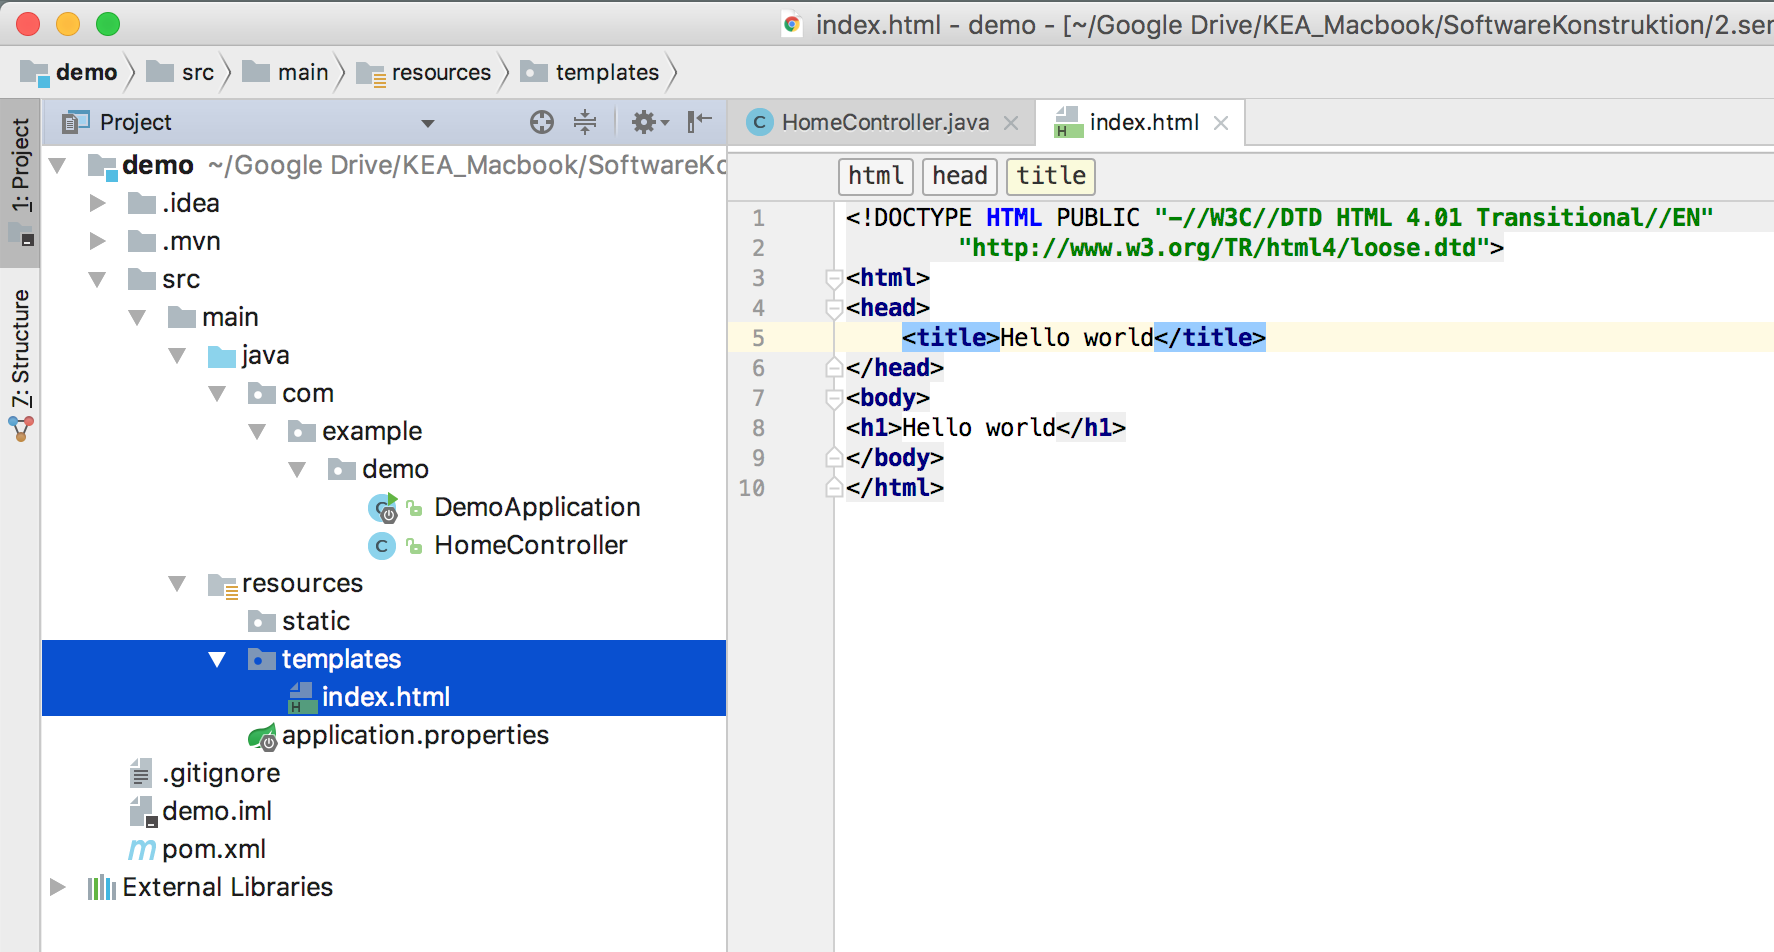 index.html - demo - [~/Google Drive/KEA_Macbook/SoftwareKonstruktion/2.sem
demo src main resources templates
1: Project
7: Structure
Project
demo ~/Google Drive/KEA_Macbook/SoftwareKo
.idea
.mvn
src
main
java
com
example
demo
DemoApplication
HomeController
resources
static
templates
index.html
application.properties
.gitignore
demo.iml
pom.xml
External Libraries
HomeController.java index.html
html head title
1 <!DOCTYPE HTML PUBLIC "-//W3C//DTD HTML 4.01 Transitional//EN"
2 "http://www.w3.org/TR/html4/loose.dtd">
3 <html>
4 <head>
5 <title>Hello world</title>
6 </head>
7 <body>
8 <h1>Hello world</h1>
9 </body>
10 </html>